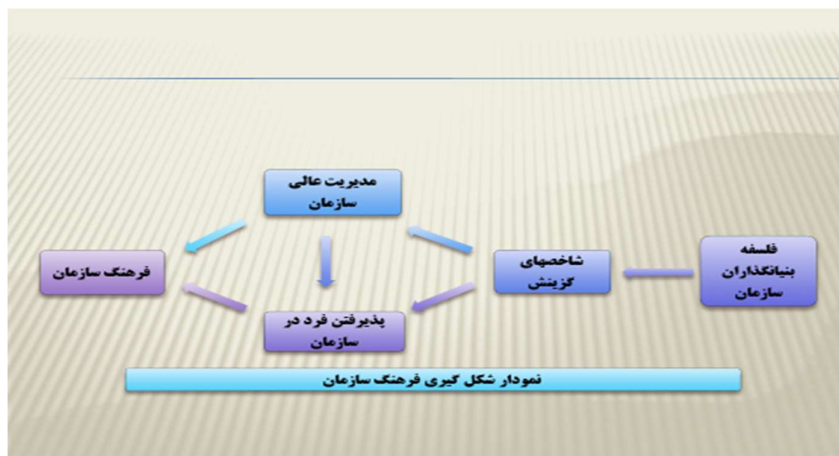 مدیریت عالی
سازمان
فلسفه
بنیانگذاران
سازمان
شاخصهای
گزینش
فرهنگ سازمان
پذیرفتن فرد در
سازمان
نمودار شکل گیری فرهنگ سازمان